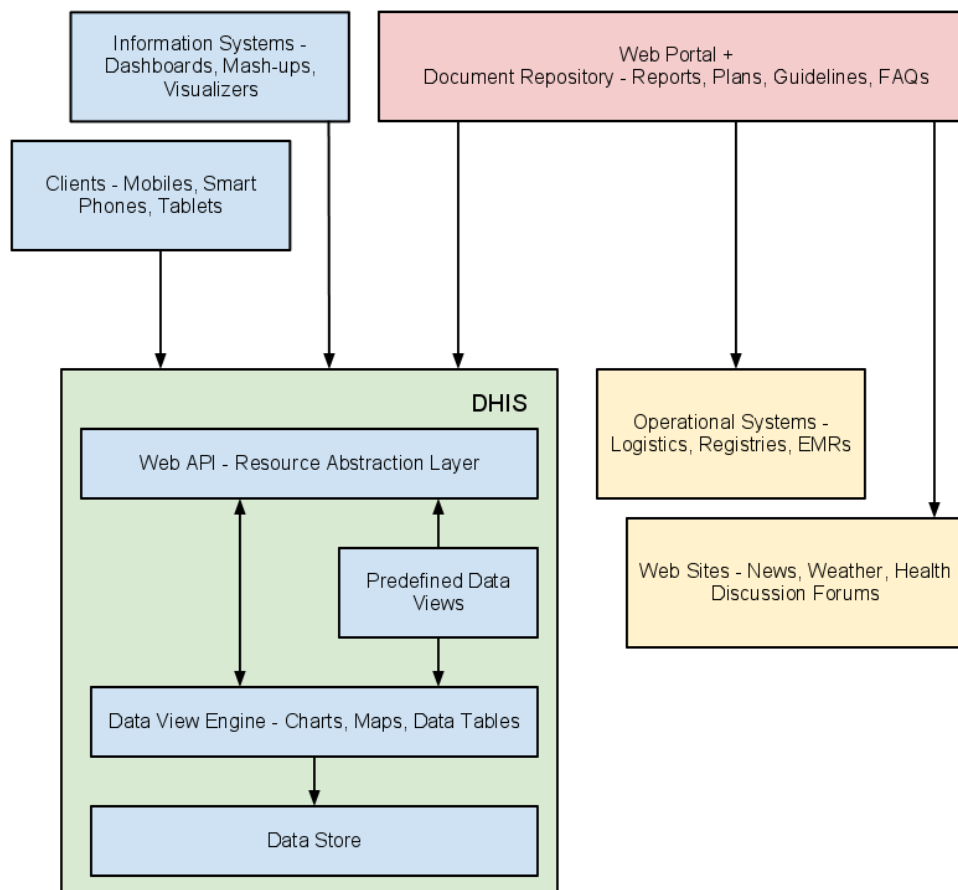 Information Systems -
Dashboards, Mash-ups,
Visualizers
Web Portal +
Document Repository - Reports, Plans, Guidelines, FAQs
Clients - Mobiles, Smart
Phones, Tablets
DHIS
Web API - Resource Abstraction Layer
Predefined Data
Views
Data View Engine - Charts, Maps, Data Tables
Data Store
Operational Systems -
Logistics, Registries, EMRs
Web Sites - News, Weather, Health
Discussion Forums